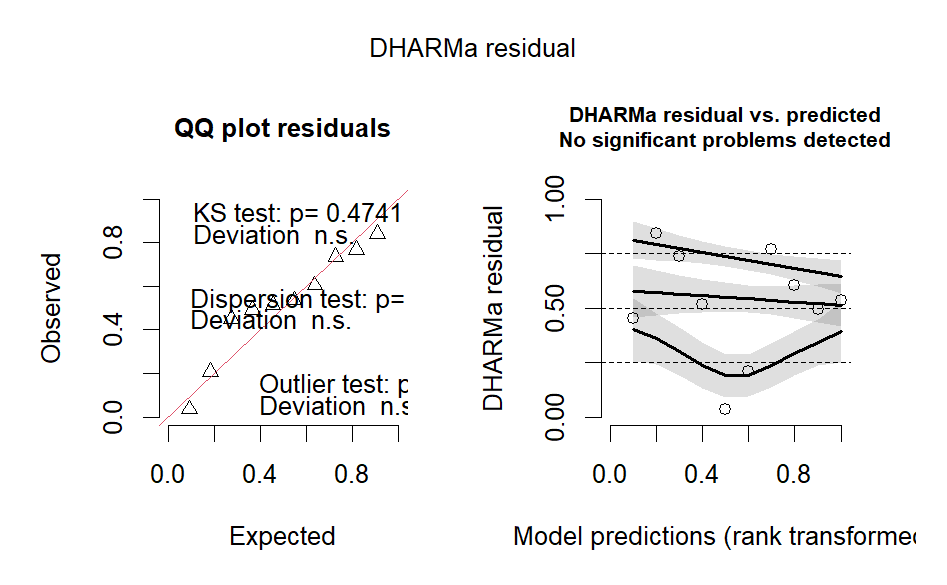 DHARMa residual
QQ plot residuals
KS test: p= 0.4741
Deviation n.s.
Dispersion test: p=
Deviation n.s.
Outlier test: p
Deviation n.s
Observed
0.0 0.4 0.8
0.0 0.4 0.8
Expected
DHARMa residual vs. predicted
No significant problems detected
DHARMa residual
0.00 0.50 1.00
0.0 0.4 0.8
Model predictions (rank transformed